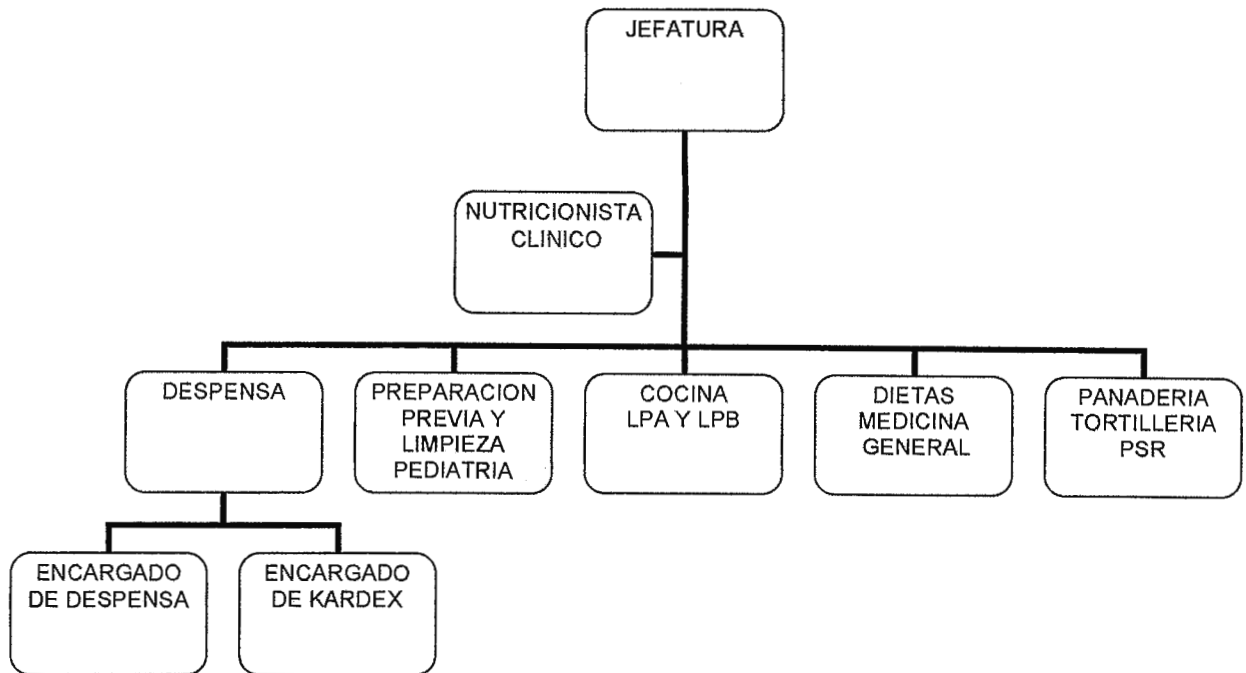 JEFATURA
NUTRICIONISTA
CLINICO
DESPENSA
PREPARACION
PREVIA Y
LIMPIEZA
PEDIATRIA
COCINA
LPA Y LPB
DIETAS
MEDICINA
GENERAL
PANADERIA
TORTILLERIA
PSR
ENCARGADO
DE DESPENSA
ENCARGADO
DE KARDEX